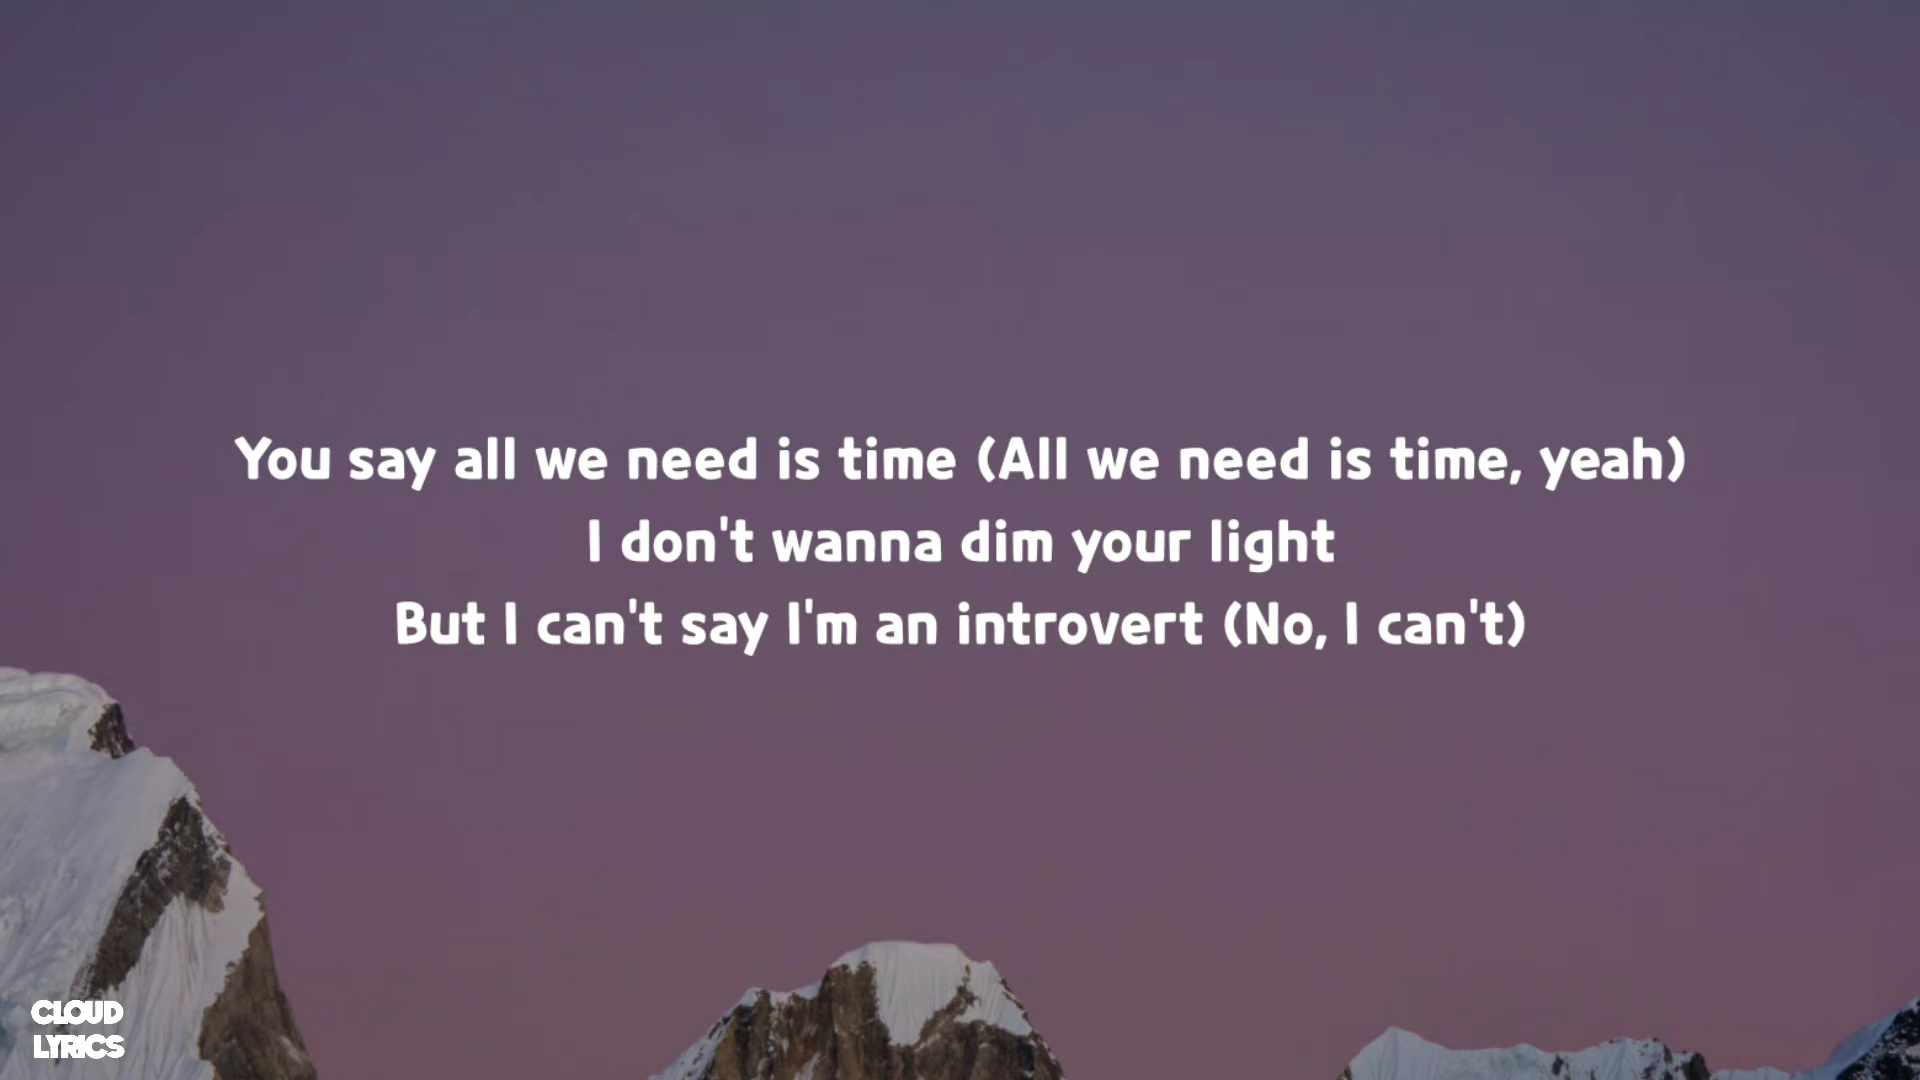 You say all we need is time (All we need is time, yeah)
I don't wanna dim your light
But I can't say I'm an introvert (No, I can't)
CLOUD
LYRICS